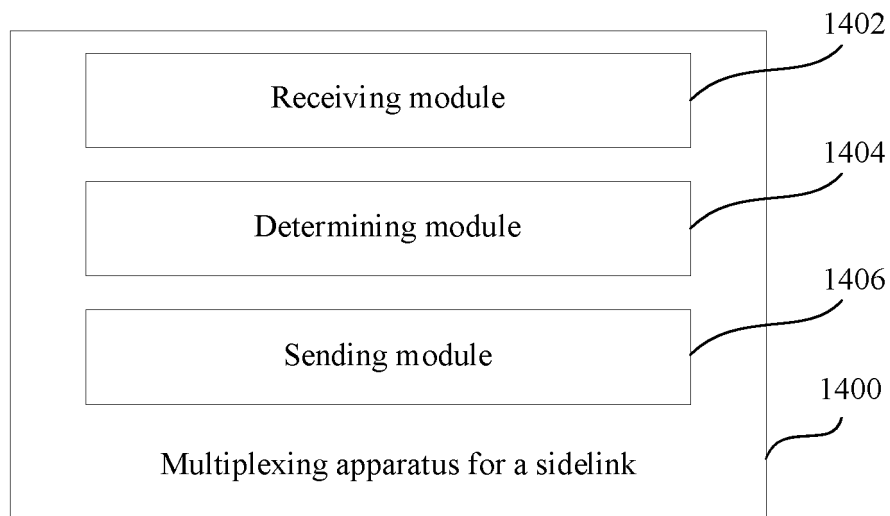 1402
Receiving module
1404
Determining module
1406
Sending module
1400
Multiplexing apparatus for a sidelink